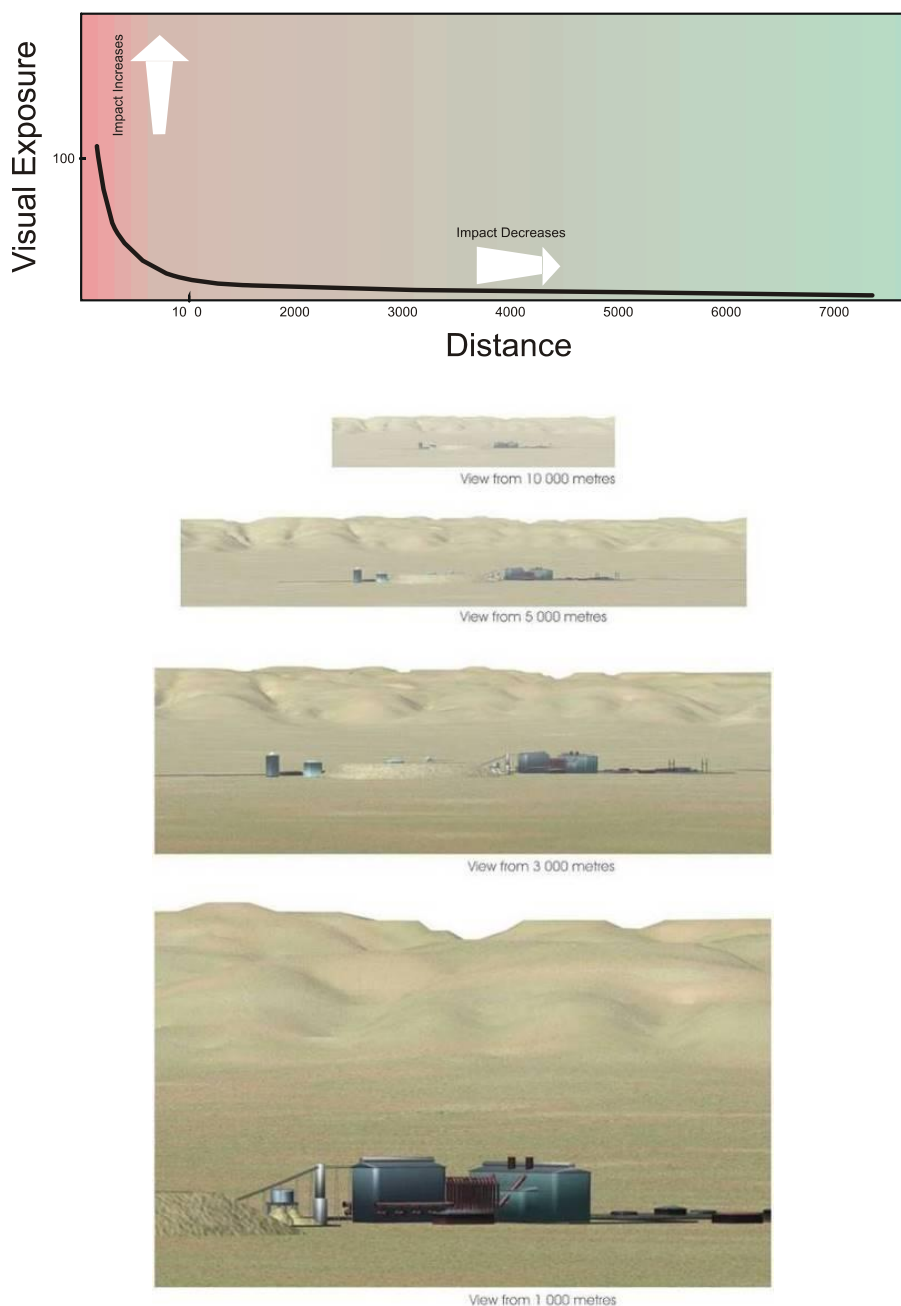 Impact Increases
Visual Exposure
100
Impact Decreases
10 0 2000 3000 4000 5000 6000 7000
Distance
View from 10 000 metres
View from 5 000 metres
View from 3 000 metres
View from 1 000 metres